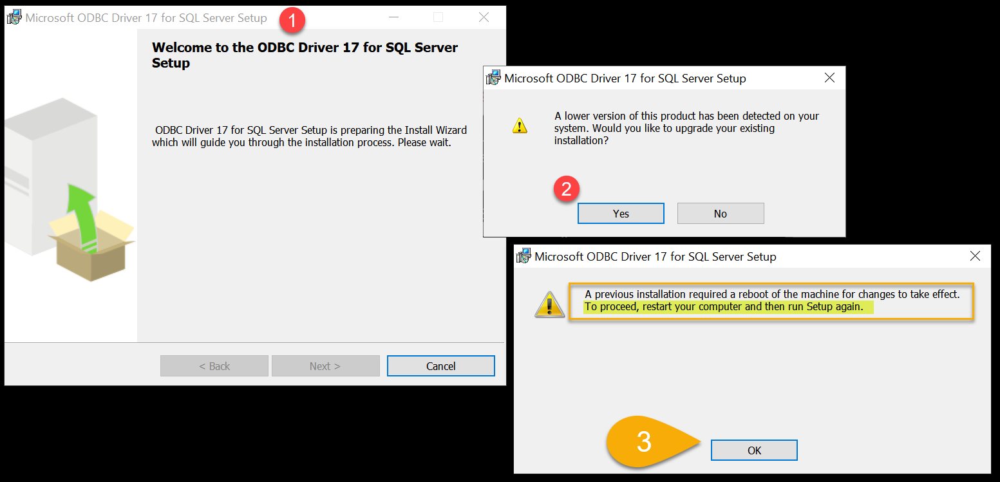 Microsoft ODBC Driver 17 for SQL Server Setup
1
Welcome to the ODBC Driver 17 for SQL Server
Setup
ODBC Driver 17 for SQL Server Setup is preparing the Install Wizard
which will guide you through the installation process. Please wait.
< Back
Next >
Cancel
Microsoft ODBC Driver 17 for SQL Server Setup
A lower version of this product has been detected on your
system. Would you like to upgrade your existing
installation?
2
Yes
No
Microsoft ODBC Driver 17 for SQL Server Setup
A previous installation required a reboot of the machine for changes to take effect.
To proceed, restart your computer and then run Setup again.
3
OK